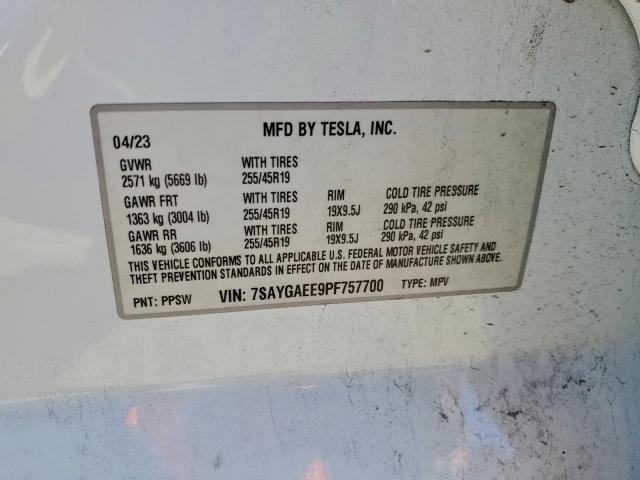 04/23 MFD BY TESLA, INC.
GVWR WITH TIRES
2571 kg (5669 lb) 255/45R19
GAWR FRT WITH TIRES RIM COLD TIRE PRESSURE
1363 kg (3004 lb) 255/45R19 19X9.5J 290 kPa, 42 psi
GAWR RR WITH TIRES RIM COLD TIRE PRESSURE
1636 kg (3606 lb) 255/45R19 19X9.5J 290 kPa, 42 psi
THIS VEHICLE CONFORMS TO ALL APPLICABLE U.S. FEDERAL MOTOR VEHICLE SAFETY AND
THEFT PREVENTION STANDARDS IN EFFECT ON THE DATE OF MANUFACTURE SHOWN ABOVE.
PNT: PPSW VIN: 7SAYGAEE9PF757700 TYPE: MPV